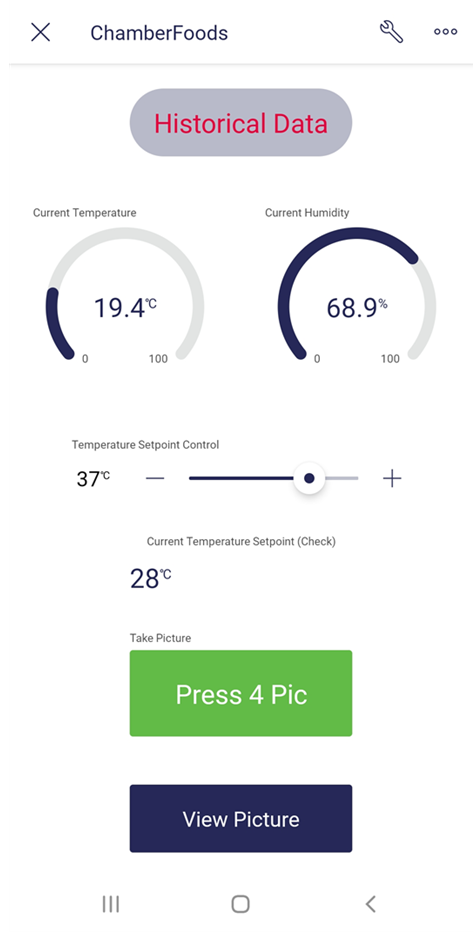 ChamberFoods
Historical Data
Current Temperature
Current Humidity
19.4℃
68.9%
0
100
0
100
Temperature Setpoint Control
37℃
Current Temperature Setpoint (Check)
28℃
Take Picture
Press 4 Pic
View Picture